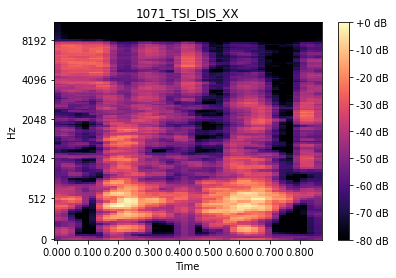 1071_TSI_DIS_XX
Hz
8192
4096
2048
1024
512
0
0.000 0.100 0.200 0.300 0.400 0.500 0.600 0.700 0.800
Time
+0 dB
-10 dB
-20 dB
-30 dB
-40 dB
-50 dB
-60 dB
-70 dB
-80 dB